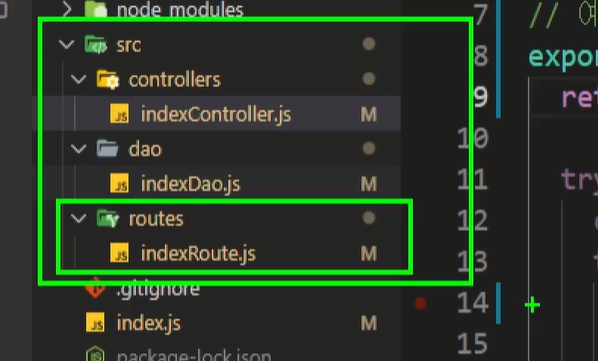 node_modules
src
controllers
JS indexController.js M
dao
JS indexDao.js M
routes
JS indexRoute.js M
.gitignore
JS index.js M
package-lock.json
7 //
8 expor
9 ret
10
11 try
12
13
14
15